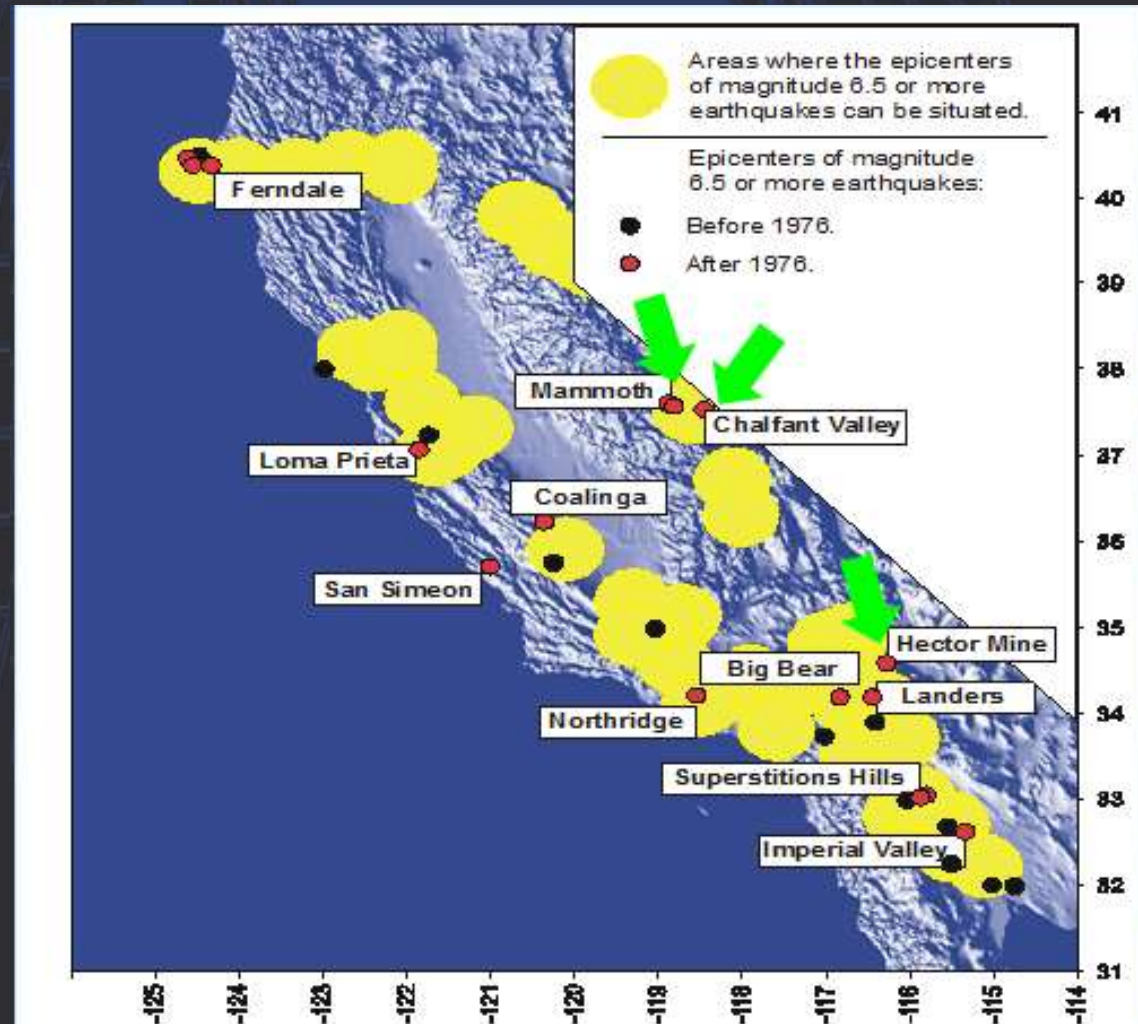 Areas where the epicenters
of magnitude 6.5 or more
earthquakes can be situated.
Epicenters of magnitude
6.5 or more earthquakes:
Before 1976.
After 1976.
Ferndale
Mammoth
Chalfant Valley
Loma Prieta
Coalinga
San Simeon
Hector Mine
Big Bear
Landers
Northridge
Superstitions Hills
Imperial Valley
41
40
39
38
37
36
35
34
33
32
31
-125
-124
-123
-122
-121
-120
-119
-118
-117
-116
-115
-114